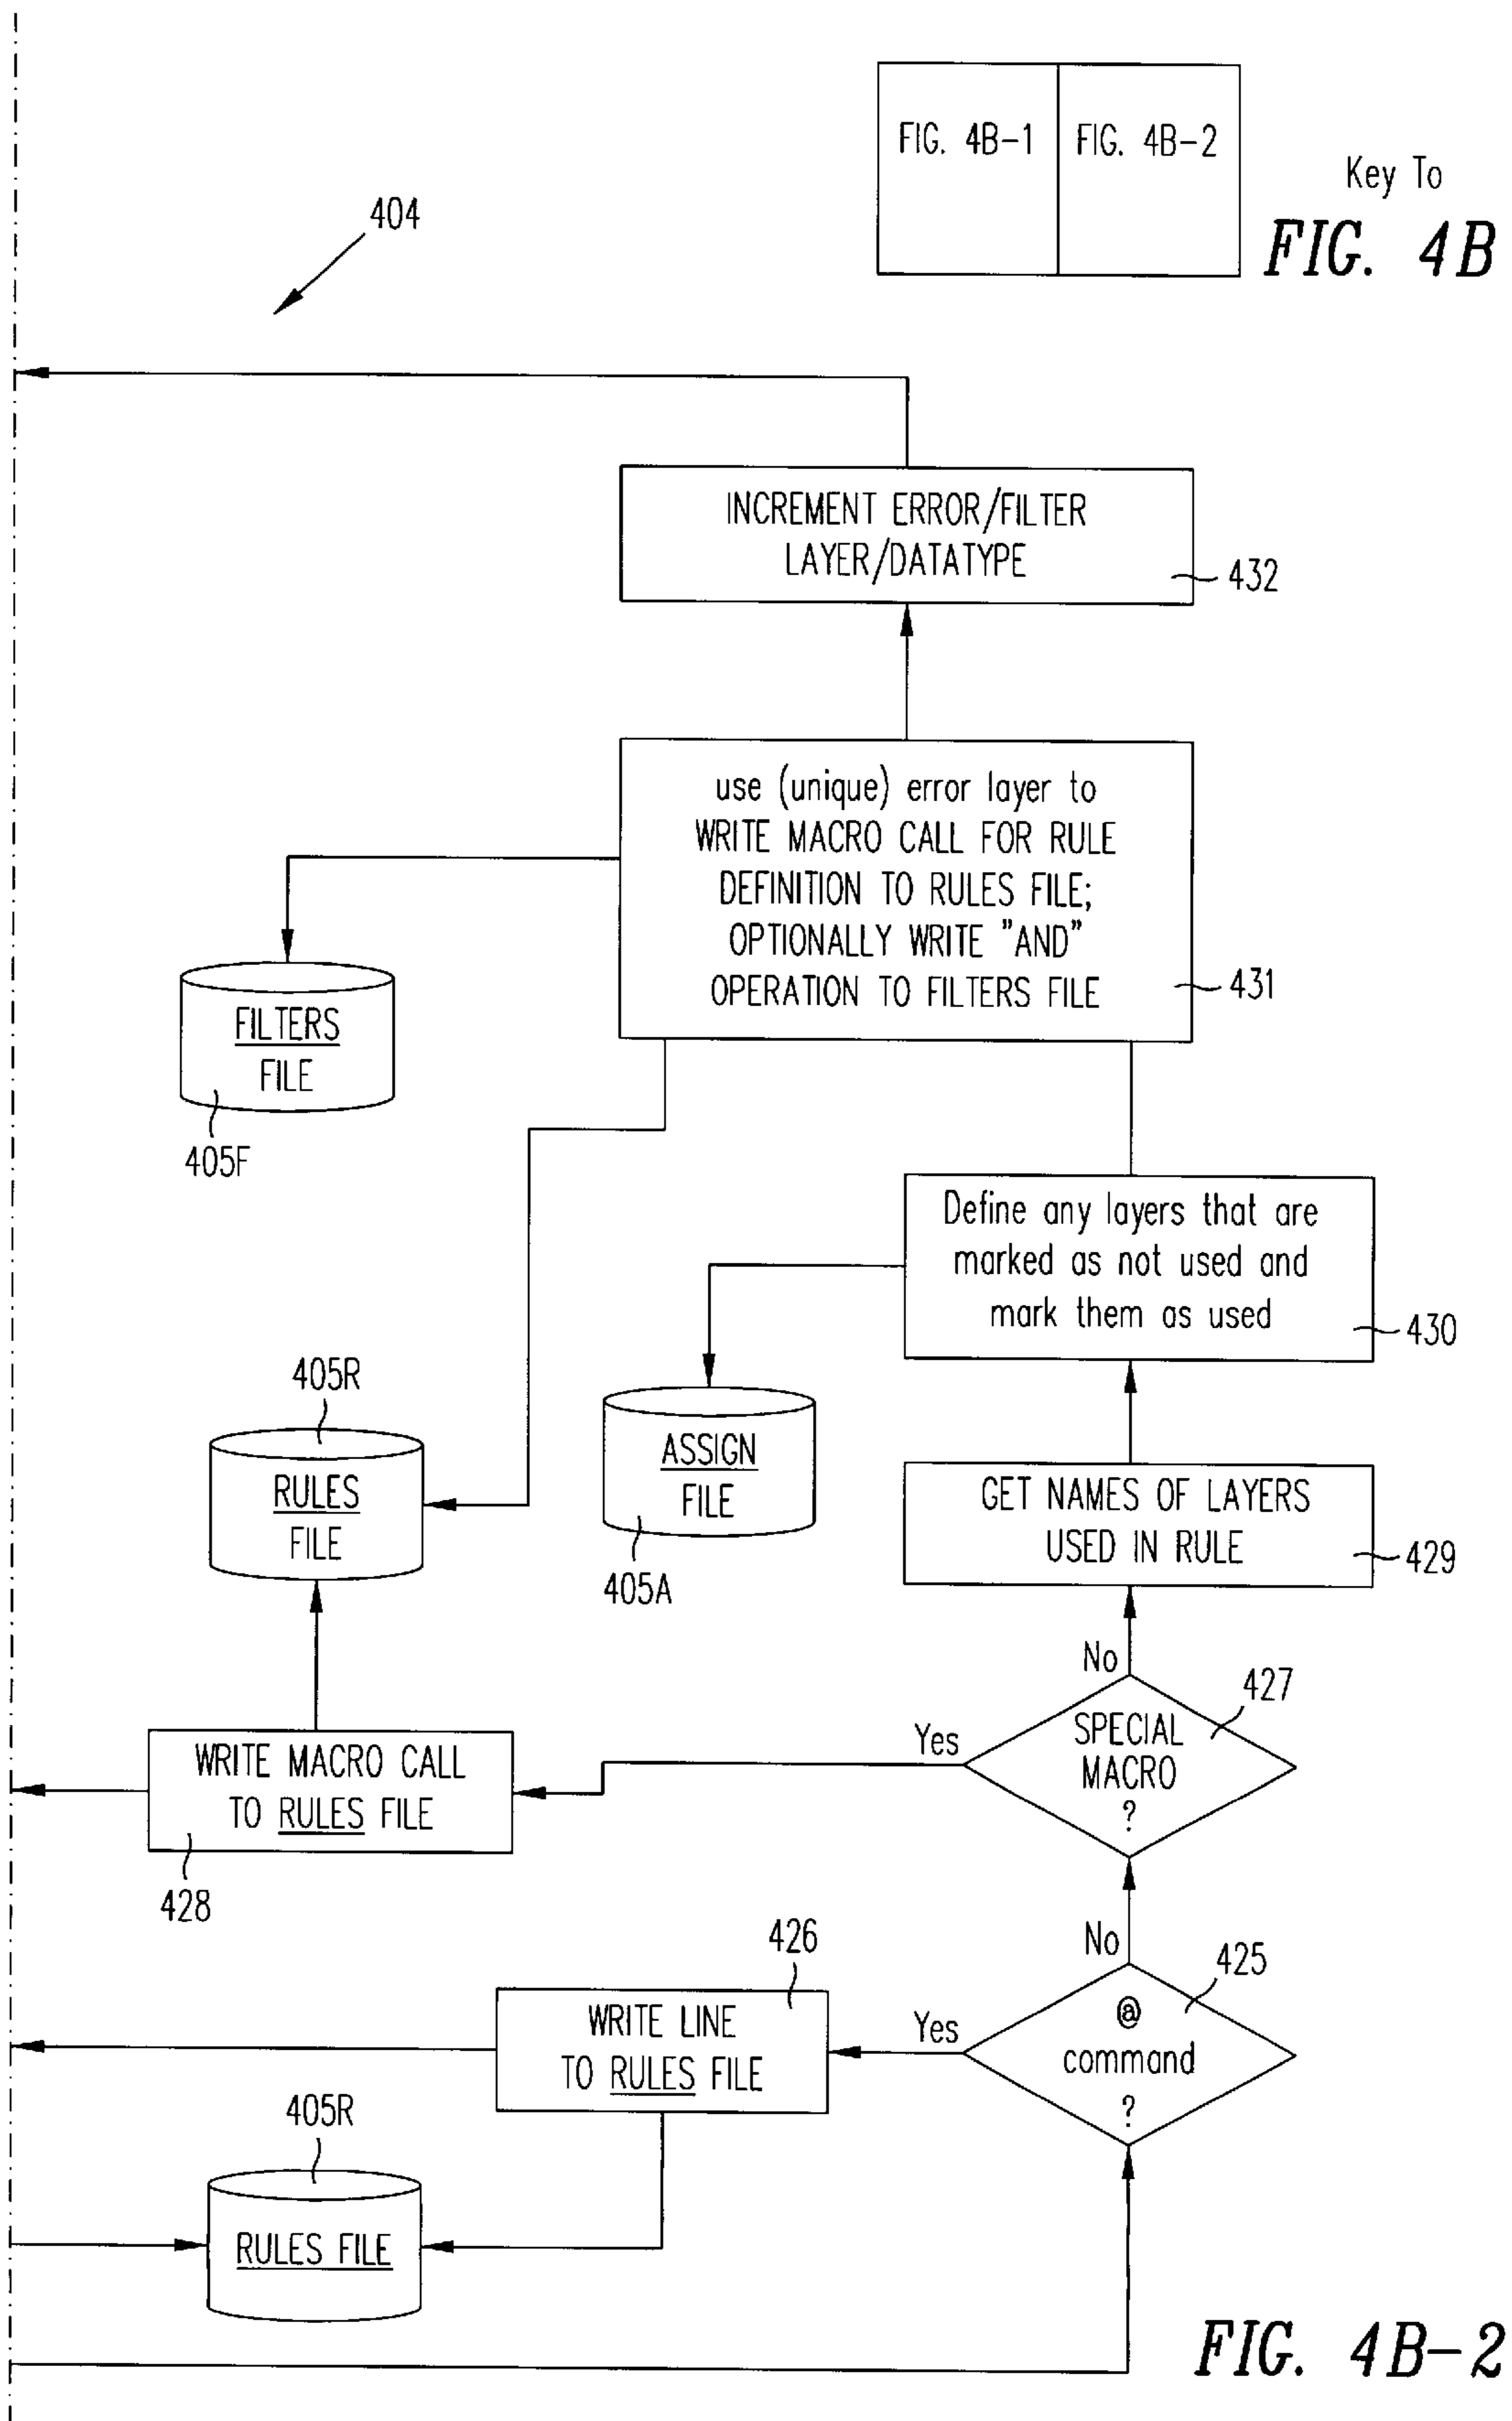 FIG. 4B-1
FIG. 4B-2
Key To
FIG. 4B
404
INCREMENT ERROR/FILTER
LAYER/DATATYPE
432
use (unique) error layer to
WRITE MACRO CALL FOR RULE
DEFINITION TO RULES FILE;
OPTIONALLY WRITE "AND"
OPERATION TO FILTERS FILE
431
FILTERS
FILE
405F
Define any layers that are
marked as not used and
mark them as used
430
405R
RULES
FILE
ASSIGN
FILE
405A
GET NAMES OF LAYERS
USED IN RULE
429
No
427
SPECIAL
MACRO
?
Yes
WRITE MACRO CALL
TO RULES FILE
428
No
425
@
command
?
Yes
426
WRITE LINE
TO RULES FILE
405R
RULES FILE
FIG. 4B-2